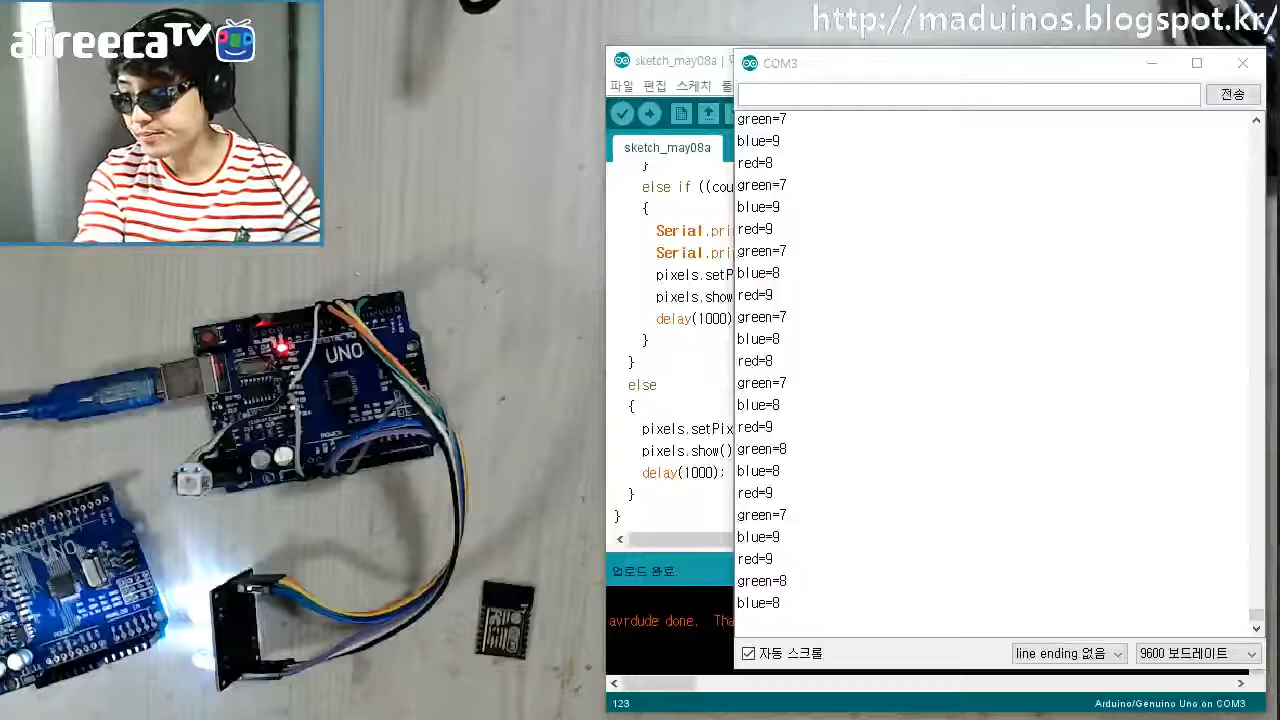 afreecaTV
http://maduinos.blogspot.kr/
sketch_may08a |
파일 편집 스케치 툴
sketch_may08a
}
else if ((cou
{
Serial.pri
Serial.pri
pixels.setP
pixels.show
delay(1000)
}
}
else
{
pixels.setPix
pixels.show()
delay(1000);
}
}
업로드 완료.
avrdude done. Tha
123
Arduino/Genuino Uno on COM3
COM3
전송
green=7
blue=9
red=8
green=7
blue=9
red=9
green=7
blue=8
red=9
green=7
blue=8
red=8
green=7
blue=8
red=9
green=8
blue=8
red=9
green=7
blue=9
red=9
green=8
blue=8
자동 스크롤
line ending 없음
9600 보드레이트
UNO
UNO